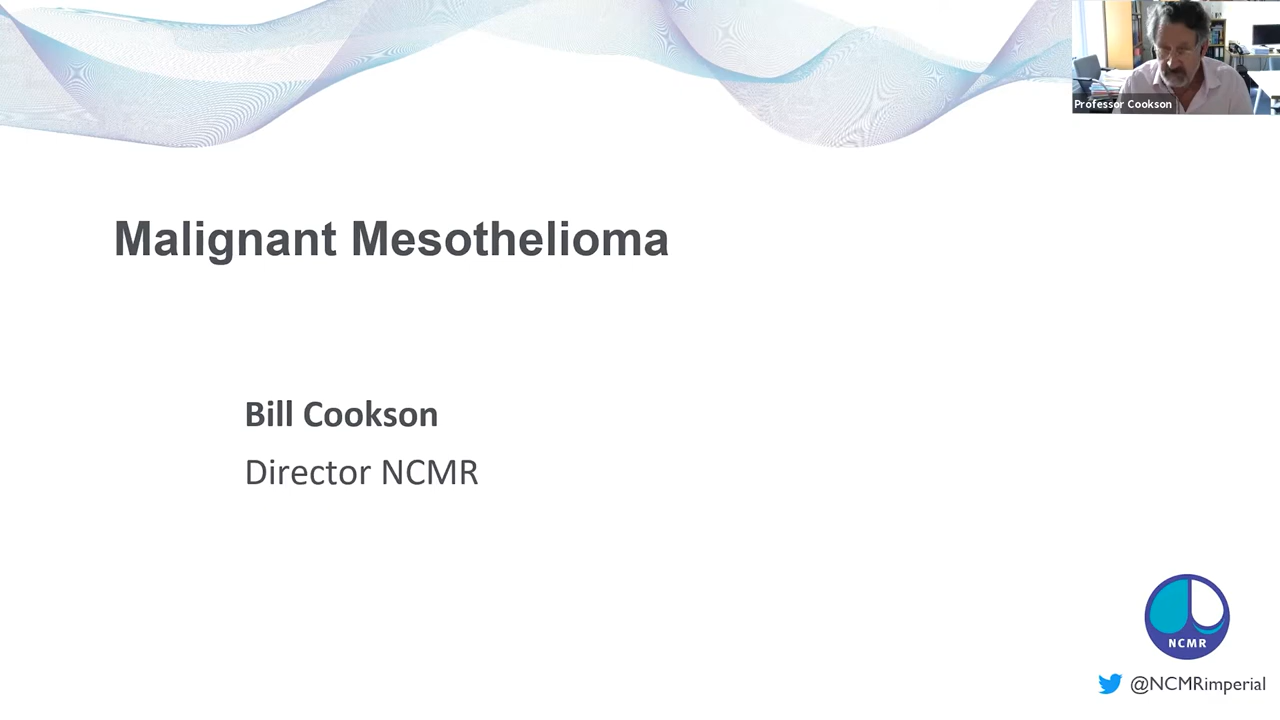 Professor Cookson
Malignant Mesothelioma
Bill Cookson
Director NCMR
NCMR
@NCMRimperial